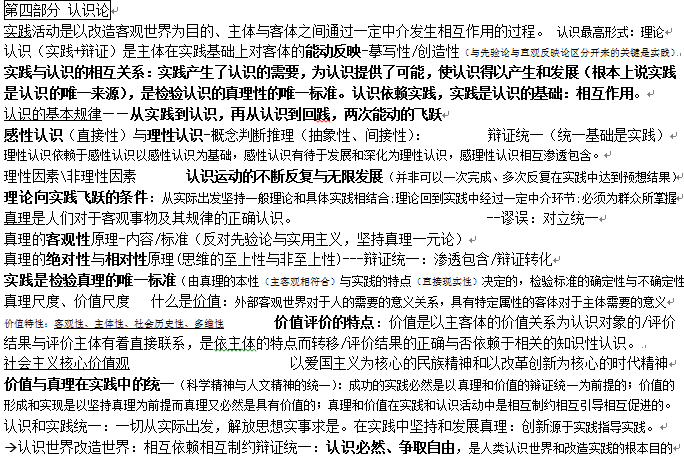 第四部分 认识论
实践活动是以改造客观世界为目的、主体与客体之间通过一定中介发生相互作用的过程。 认识最高形式：理论
认识（实践+辩证）是主体在实践基础上对客体的能动反映-摹写性/创造性（与先验论与直观反映论区分开来的关键是实践）
实践与认识的相互关系：实践产生了认识的需要，为认识提供了可能，使认识得以产生和发展（根本上说实践
是认识的唯一来源），是检验认识的真理性的唯一标准。认识依赖实践，实践是认识的基础：相互作用。
认识的基本规律——从实践到认识，再从认识到回践，两次能动的飞跃
感性认识（直接性）与理性认识-概念判断推理（抽象性、间接性）： 辩证统一（统一基础是实践）
理性认识依赖于感性认识以感性认识为基础，感性认识有待于发展和深化为理性认识，感理性认识相互渗透包含。
理性因素\非理性因素 认识运动的不断反复与无限发展（并非可以一次完成、多次反复在实践中达到预想结果）
理论向实践飞跃的条件：从实际出发坚持一般理论和具体实践相结合;理论回到实践中经过一定中介环节;必须为群众所掌握
真理是人们对于客观事物及其规律的正确认识。 --谬误：对立统一
真理的客观性原理-内容/标准（反对先验论与实用主义，坚持真理一元论）
真理的绝对性与相对性原理(思维的至上性与非至上性)---辩证统一：渗透包含/辩证转化
实践是检验真理的唯一标准（由真理的本性（主客观相符合）与实践的特点（直接现实性）决定的，检验标准的确定性与不确定性
真理尺度、价值尺度 什么是价值：外部客观世界对于人的需要的意义关系，具有特定属性的客体对于主体需要的意义
价值特性：客观性、主体性、社会历史性、多维性 价值评价的特点：价值是以主客体的价值关系为认识对象的/评价
结果与评价主体有着直接联系，是依主体的特点而转移/评价结果的正确与否依赖于相关的知识性认识。
社会主义核心价值观 以爱国主义为核心的民族精神和以改革创新为核心的时代精神
价值与真理在实践中的统一（科学精神与人文精神的统一）：成功的实践必然是以真理和价值的辩证统一为前提的；价值的
形成和实现是以坚持真理为前提而真理又必然是具有价值的；真理和价值在实践和认识活动中是相互制约相互引导相互促进的。
认识和实践统一：一切从实际出发，解放思想实事求是。在实践中坚持和发展真理：创新源于实践指导实践。
→认识世界改造世界：相互依赖相互制约辩证统一：认识必然、争取自由，是人类认识世界和改造实践的根本目的